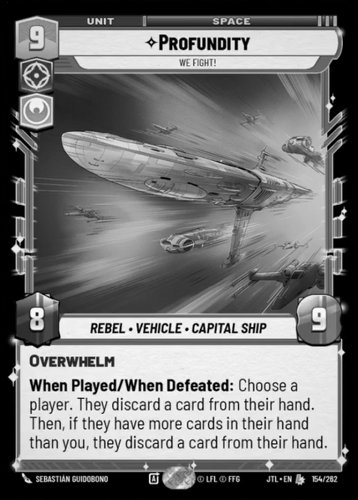 UNIT SPACE
9
✧PROFUNDITY
WE FIGHT!
8
REBEL • VEHICLE • CAPITAL SHIP
9
OVERWHELM
When Played/When Defeated: Choose a
player. They discard a card from their hand.
Then, if they have more cards in their hand
than you, they discard a card from their hand.
SEBASTIÁN GUIDOBONO A © LFL © FFG JTL • EN 154/262